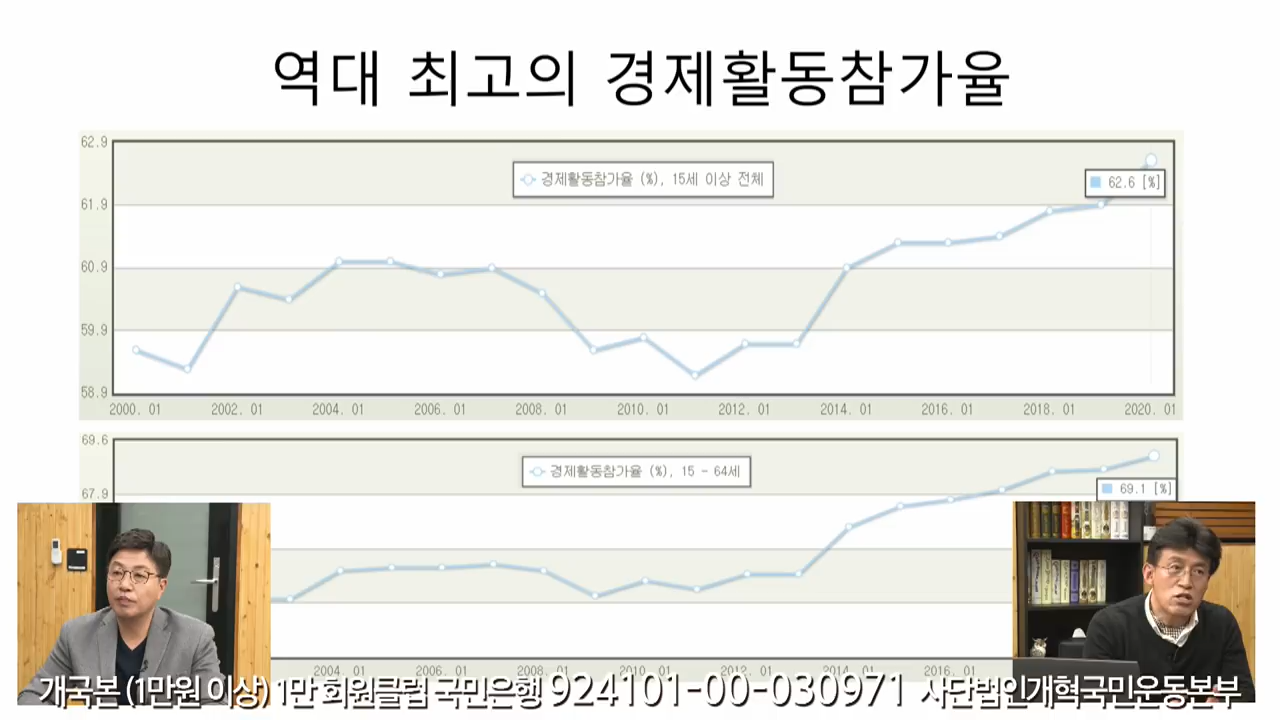 역대 최고의 경제활동참가율
62.9
경제활동참가율 (%), 15세 이상 전체
62.6 [%]
61.9
60.9
59.9
58.9
2000. 01 2002. 01 2004. 01 2006. 01 2008. 01 2010. 01 2012. 01 2014. 01 2016. 01 2018. 01 2020. 01
69.6
경제활동참가율 (%), 15 - 64세
67.9
69.1 [%]
2004. 01 2006. 01 2008. 01 2010. 01 2012. 01 2014. 01 2016. 01
개국본 (1만원 이상) 1만 회원클럽 국민은행 924101-00-030971 사단법인개혁국민운동본부